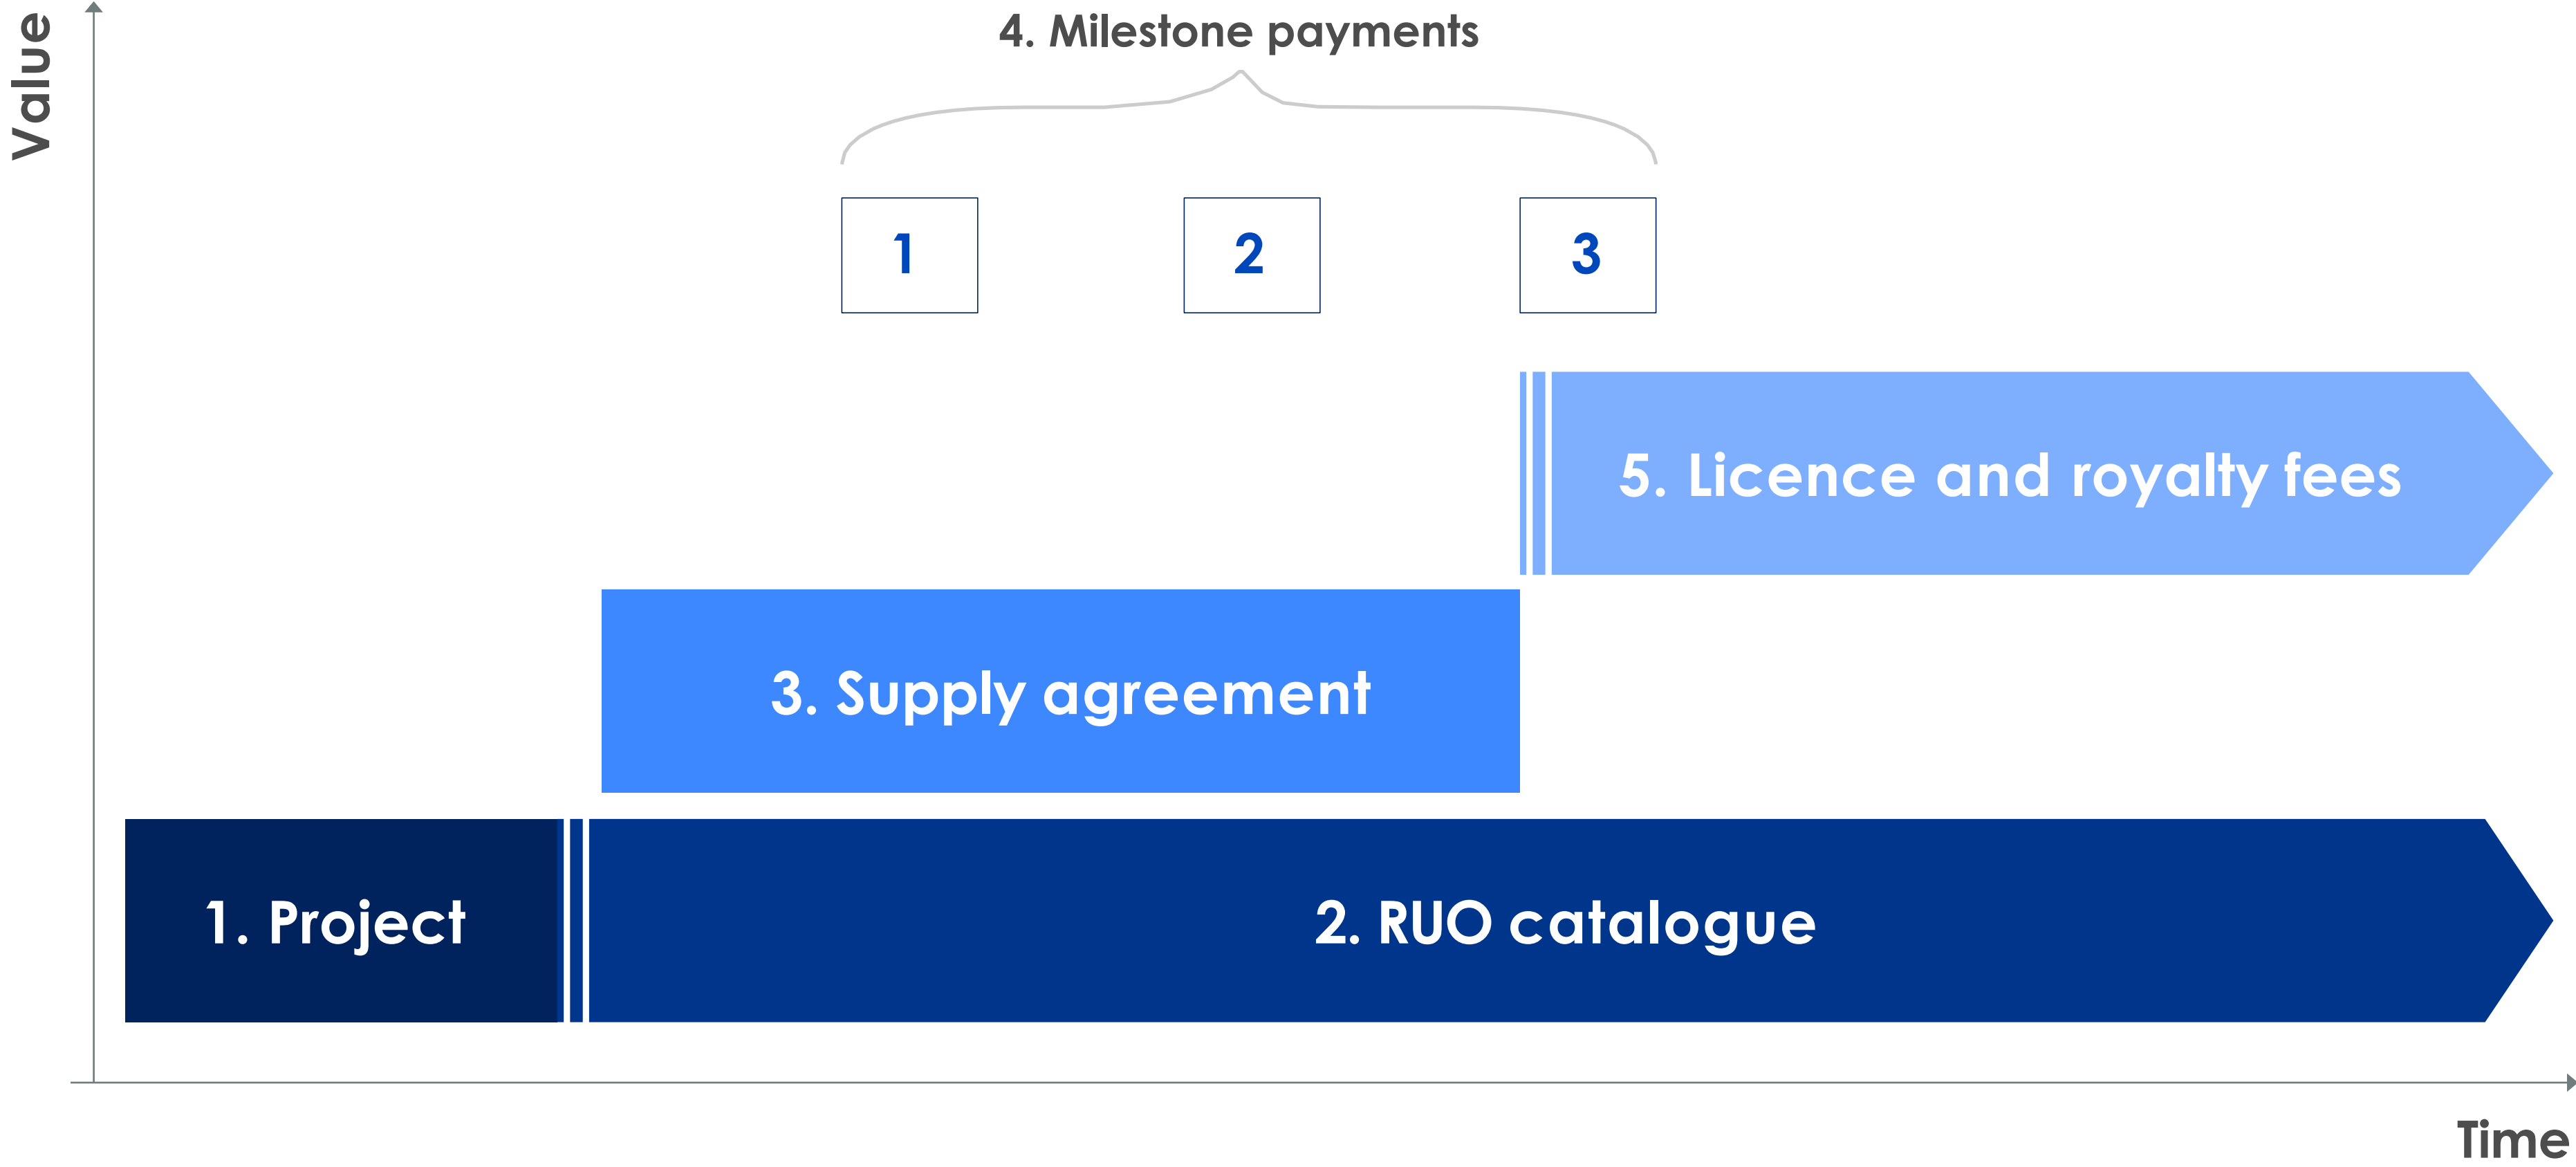 Value
4. Milestone payments
1
2
3
5. Licence and royalty fees
3. Supply agreement
1. Project
2. RUO catalogue
Time